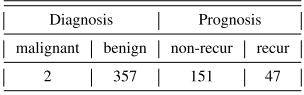 Diagnosis Prognosis
malignant benign non-recur recur
2 357 151 47